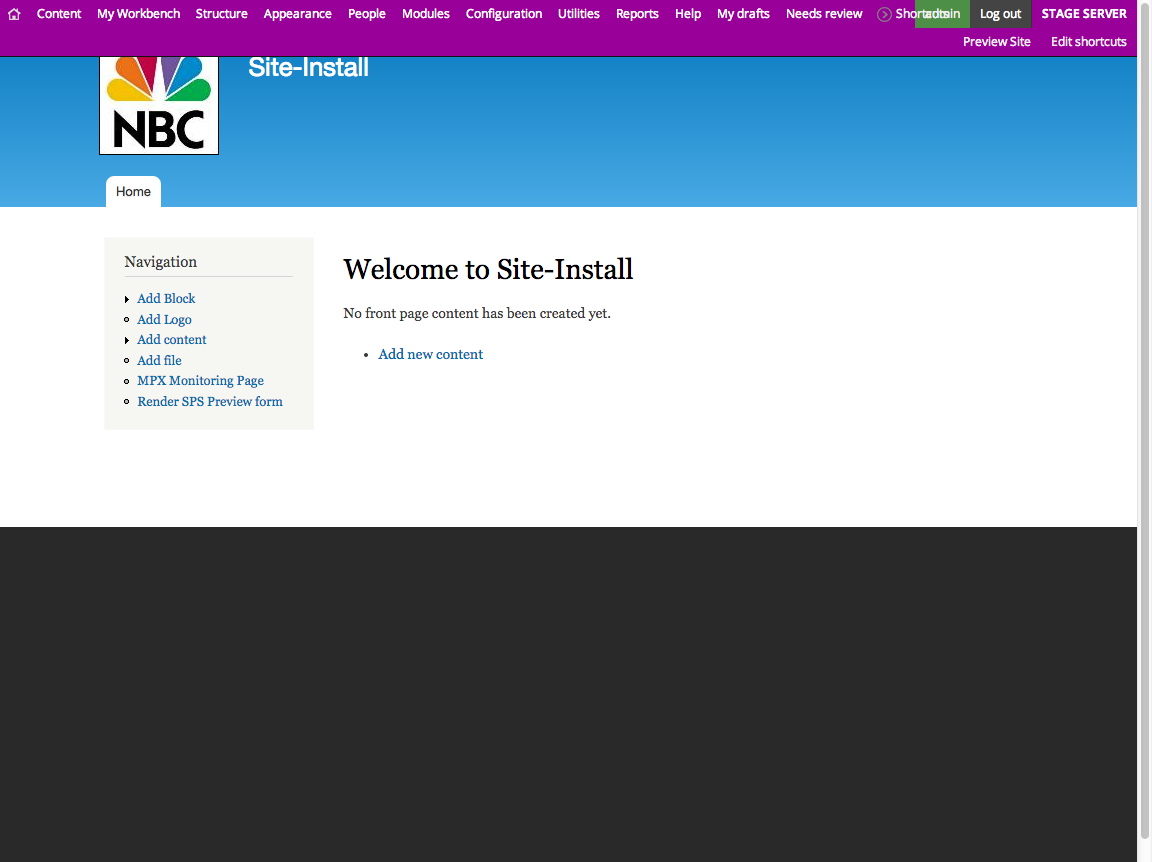 Content My Workbench Structure Appearance People Modules Configuration Utilities Reports Help My drafts Needs review Shortcuts admin Log out STAGE SERVER
Preview Site Edit shortcuts
Site-Install
NBC
Home
Navigation
Add Block
Add Logo
Add content
Add file
MPX Monitoring Page
Render SPS Preview form
Welcome to Site-Install
No front page content has been created yet.
Add new content